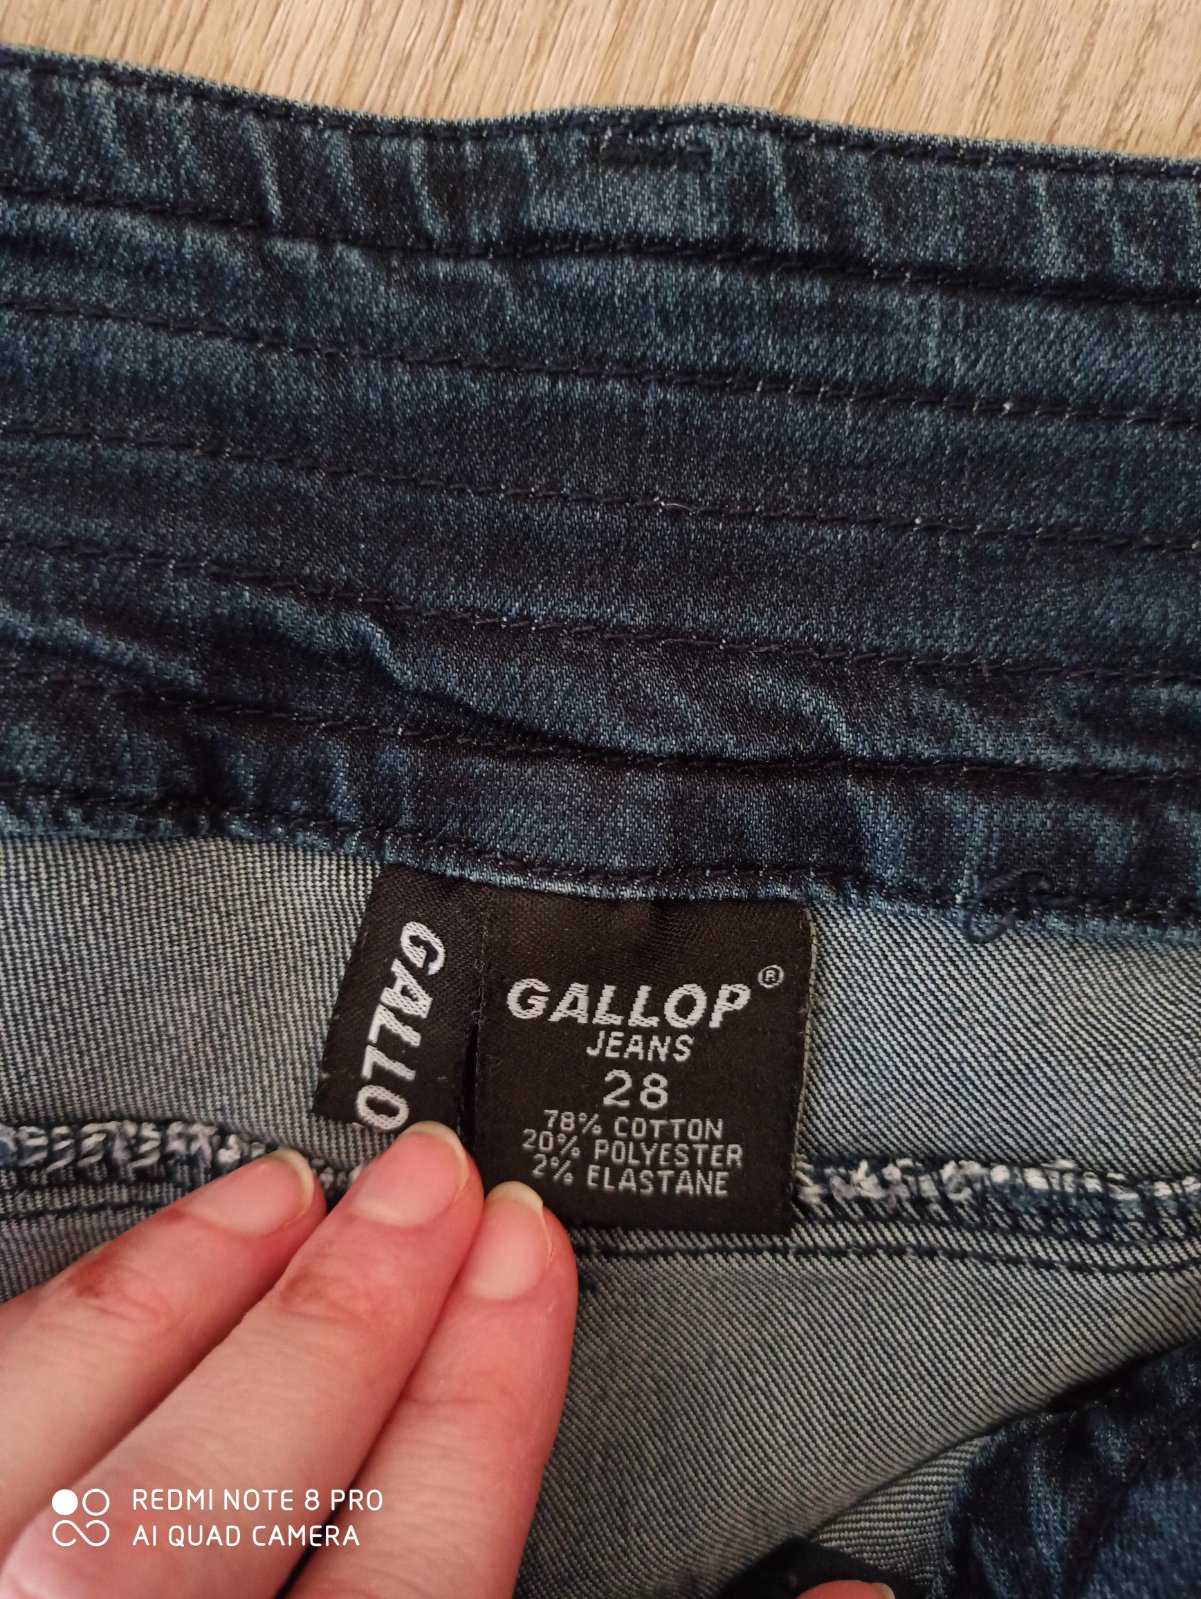 GALLO
GALLOP®
JEANS
28
78% COTTON
20% POLYESTER
2% ELASTANE
REDMI NOTE 8 PRO
AI QUAD CAMERA